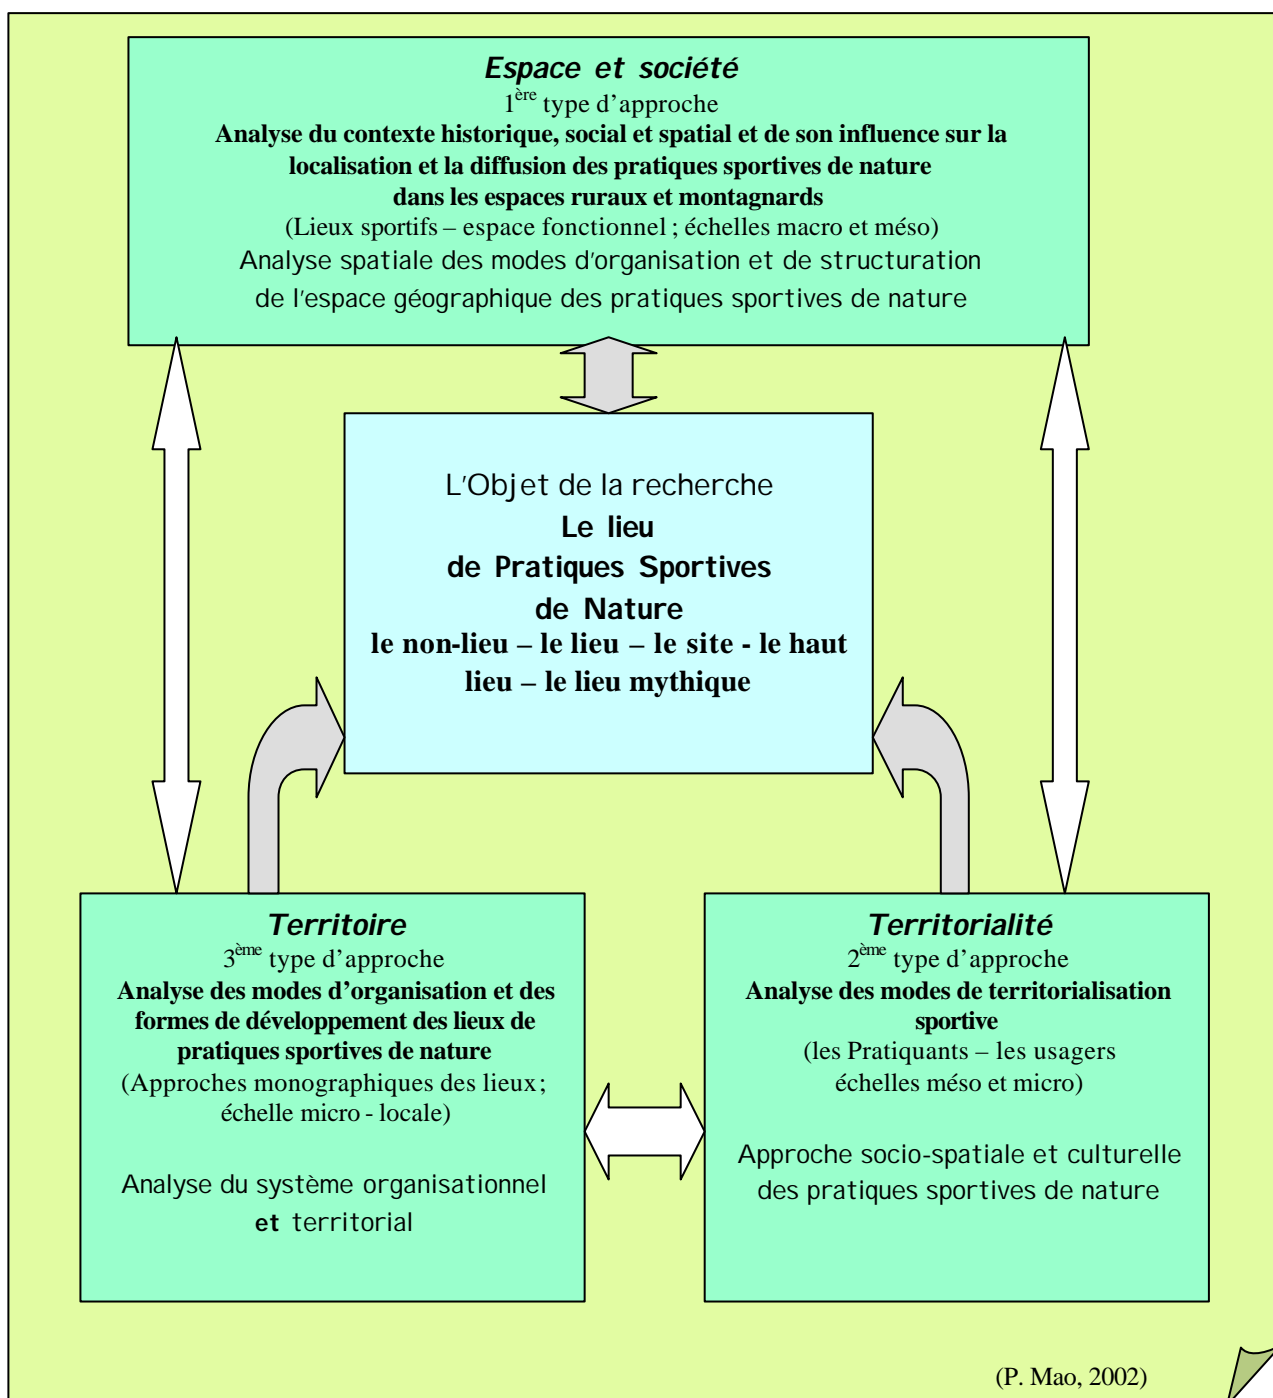 Espace et société
1ère type d'approche
Analyse du contexte historique, social et spatial et de son influence sur la
localisation et la diffusion des pratiques sportives de nature
dans les espaces ruraux et montagnards
(Lieux sportifs – espace fonctionnel ; échelles macro et méso)
Analyse spatiale des modes d'organisation et de structuration
de l'espace géographique des pratiques sportives de nature
L'Objet de la recherche
Le lieu
de Pratiques Sportives
de Nature
le non-lieu – le lieu – le site - le haut
lieu – le lieu mythique
Territoire
3ème type d'approche
Analyse des modes d'organisation et des
formes de développement des lieux de
pratiques sportives de nature
(Approches monographiques des lieux ;
échelle micro - locale)
Analyse du système organisationnel
et territorial
Territorialité
2ème type d'approche
Analyse des modes de territorialisation
sportive
(les Pratiquants – les usagers
échelles méso et micro)
Approche socio-spatiale et culturelle
des pratiques sportives de nature
(P. Mao, 2002)